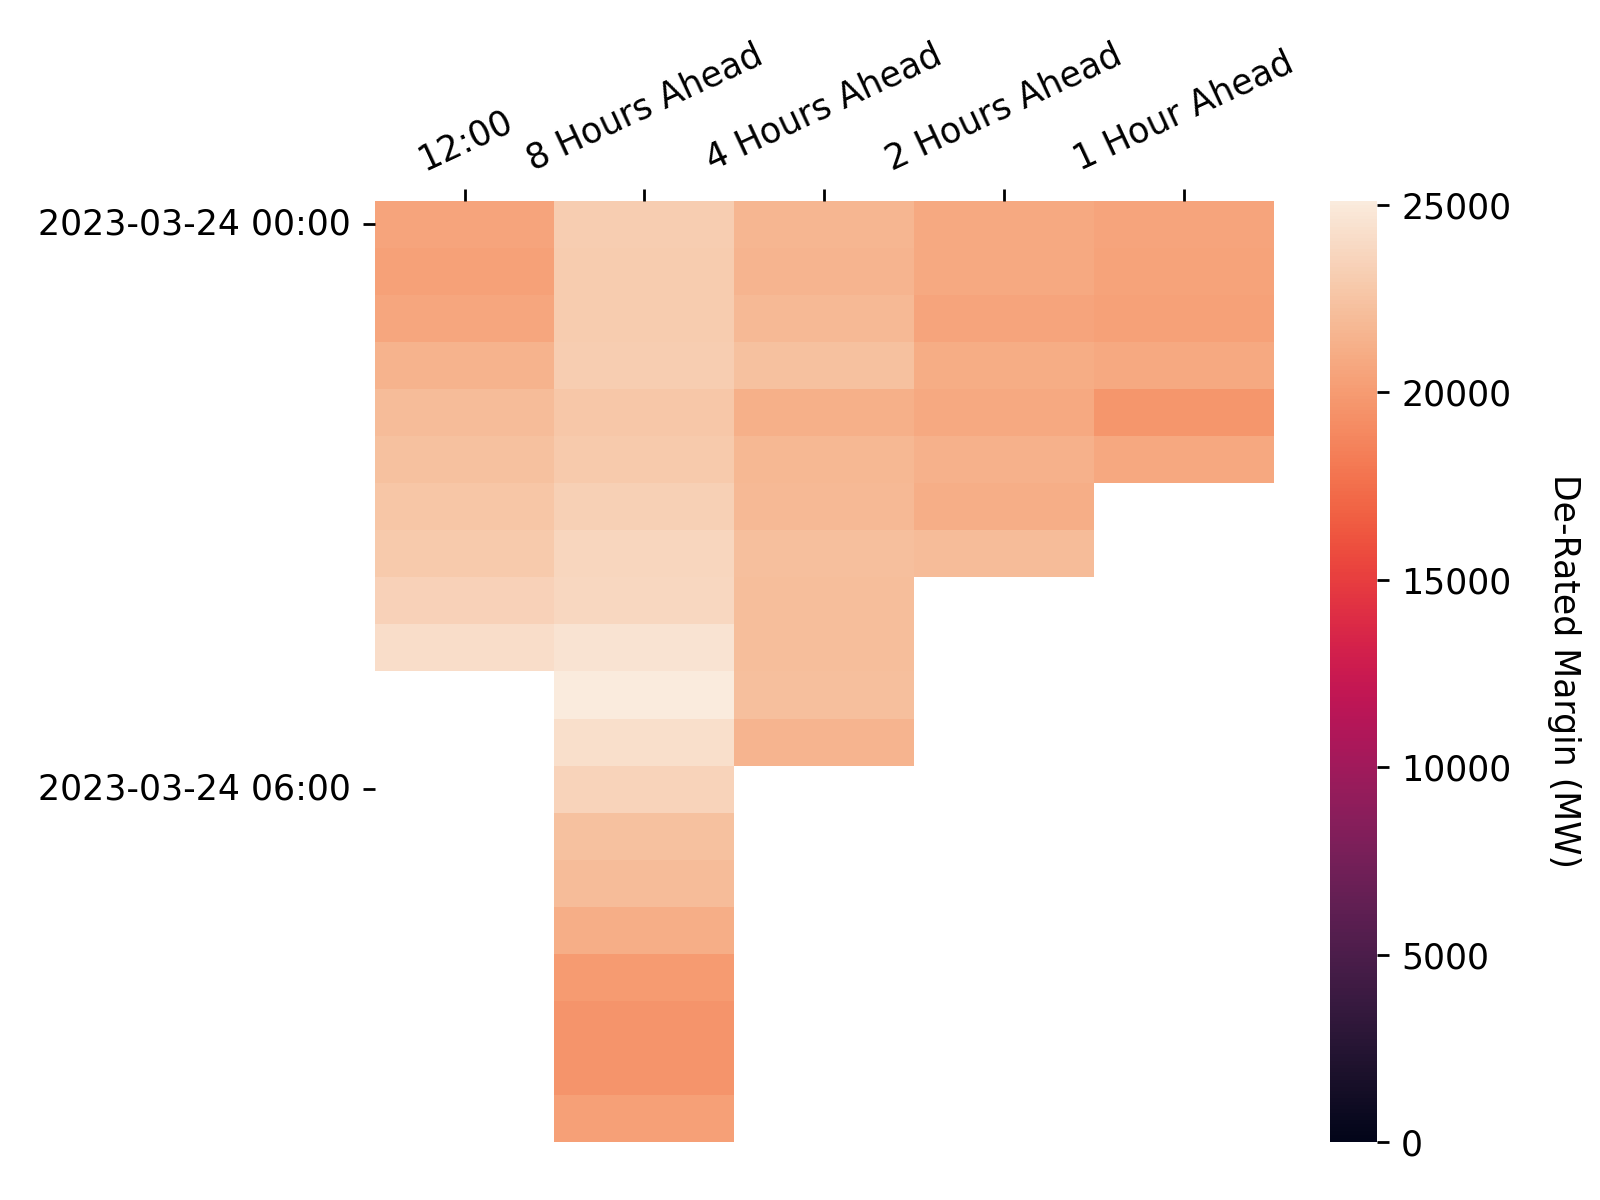 12:00
8 Hours Ahead
4 Hours Ahead
2 Hours Ahead
1 Hour Ahead
2023-03-24 00:00
2023-03-24 06:00
25000
20000
15000
10000
5000
0
De-Rated Margin (MW)